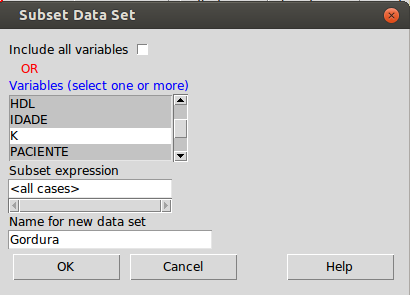 Subset Data Set
Include all variables
OR
Variables (select one or more)
HDL
IDADE
K
PACIENTE
Subset expression
<all cases>
Name for new data set
Gordura
OK Cancel Help